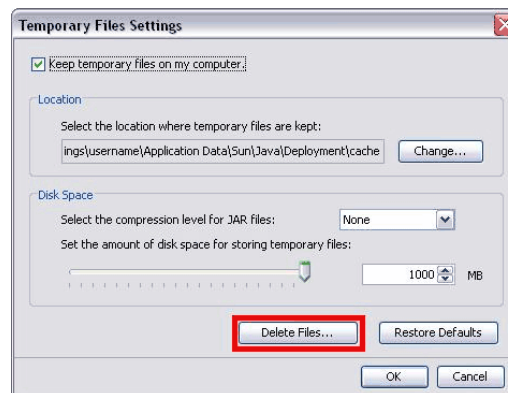 Temporary Files Settings
Keep temporary files on my computer.
Location
Select the location where temporary files are kept:
ings\username\Application Data\Sun\Java\Deployment\cache
Change...
Disk Space
Select the compression level for JAR files:
None
Set the amount of disk space for storing temporary files:
1000 MB
Delete Files...
Restore Defaults
OK
Cancel